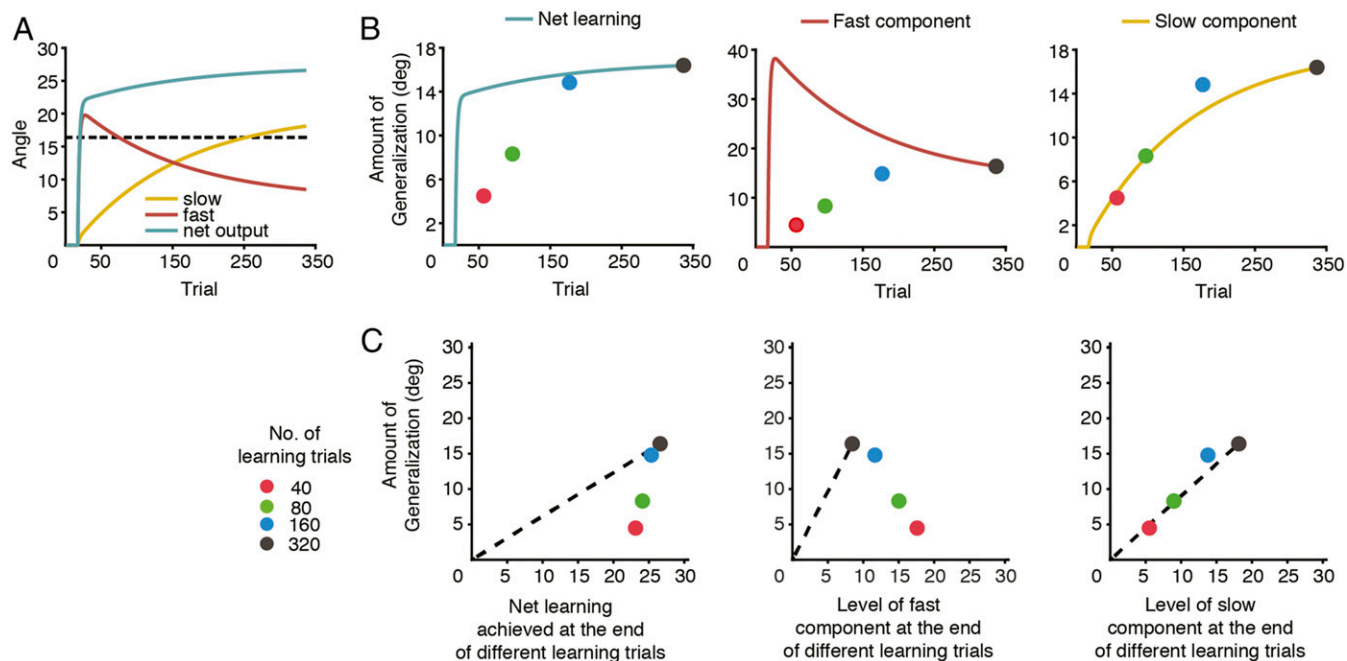 A
Angle
30
25
20
15
10
5
0
50
150
250
350
Trial
slow
fast
net output
B
Net learning
Amount of
Generalization (deg)
18
14
10
6
2
0
50
150
250
350
Trial
Fast component
40
30
20
10
0
50
150
250
350
Trial
Slow component
18
14
10
6
2
0
50
150
250
350
Trial
No. of
learning trials
40
80
160
320
C
Amount of
Generalization (deg)
30
25
20
15
10
5
0
5
10
15
20
25
30
Net learning
achieved at the end
of different learning trials
30
25
20
15
10
5
0
5
10
15
20
25
30
Level of fast
component at the end
of different learning trials
30
25
20
15
10
5
0
5
10
15
20
25
30
Level of slow
component at the end
of different learning trials